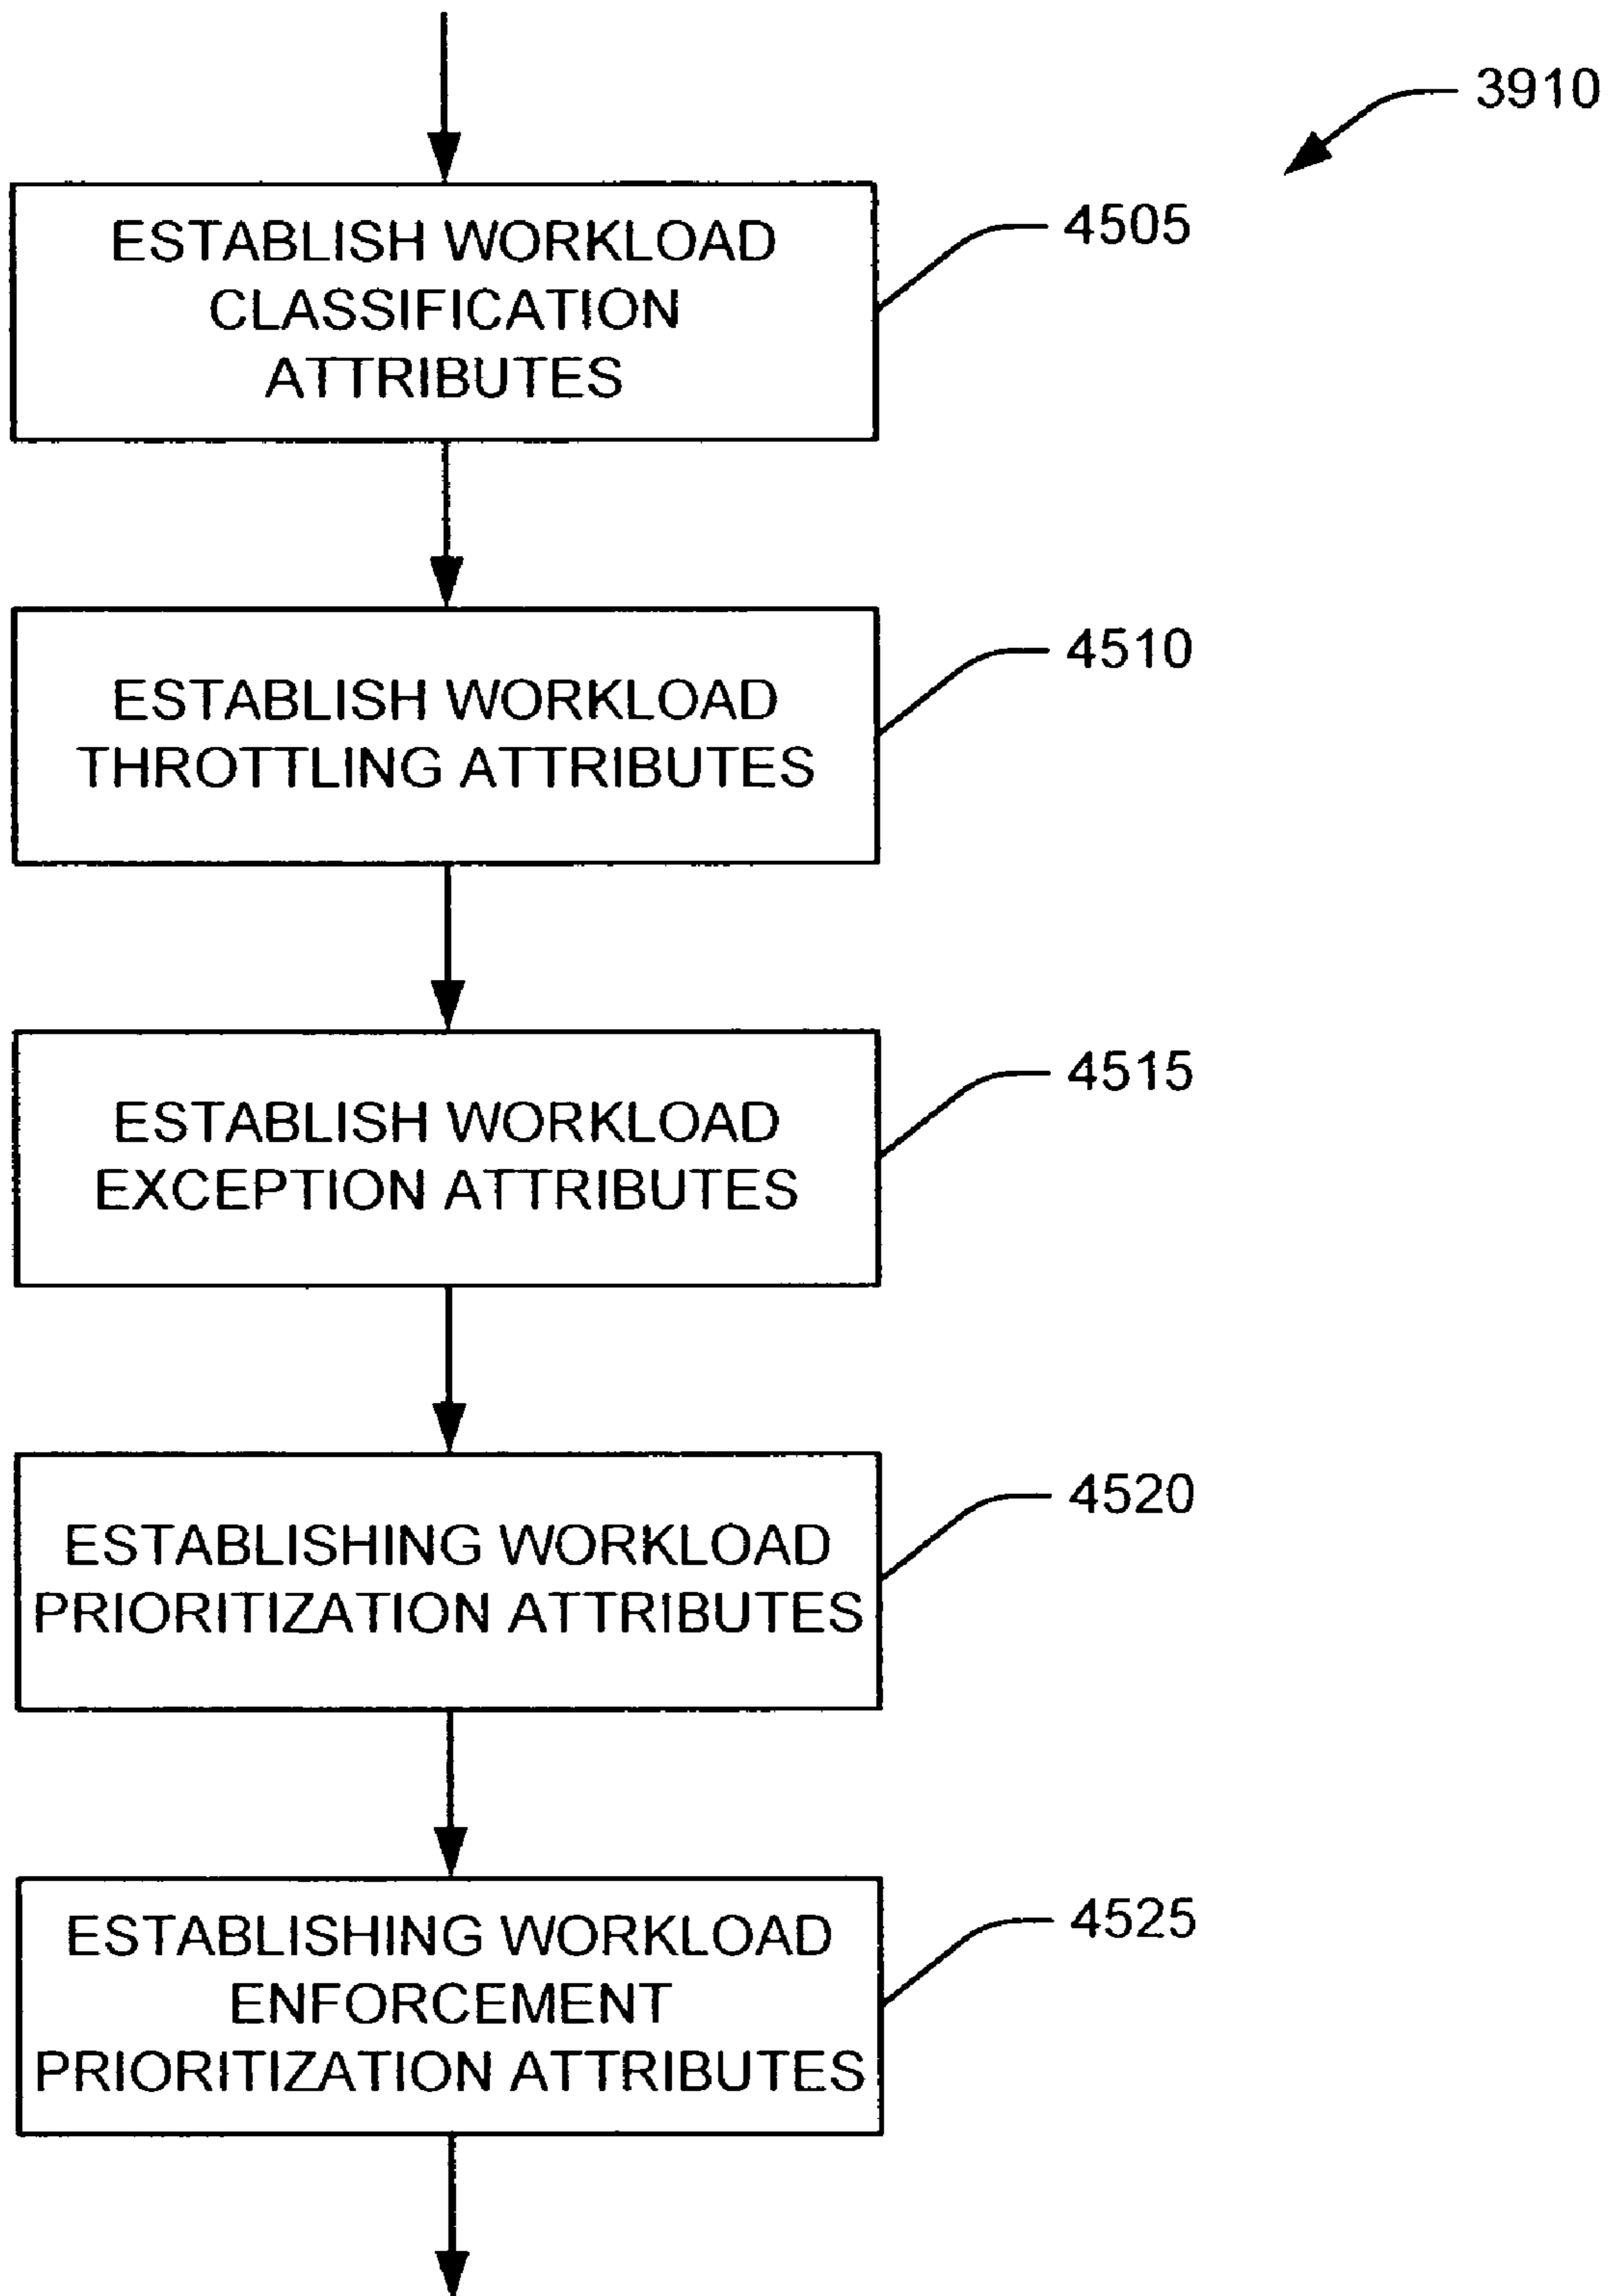 3910
ESTABLISH WORKLOAD
CLASSIFICATION
ATTRIBUTES
4505
ESTABLISH WORKLOAD
THROTTLING ATTRIBUTES
4510
ESTABLISH WORKLOAD
EXCEPTION ATTRIBUTES
4515
ESTABLISHING WORKLOAD
PRIORITIZATION ATTRIBUTES
4520
ESTABLISHING WORKLOAD
ENFORCEMENT
PRIORITIZATION ATTRIBUTES
4525